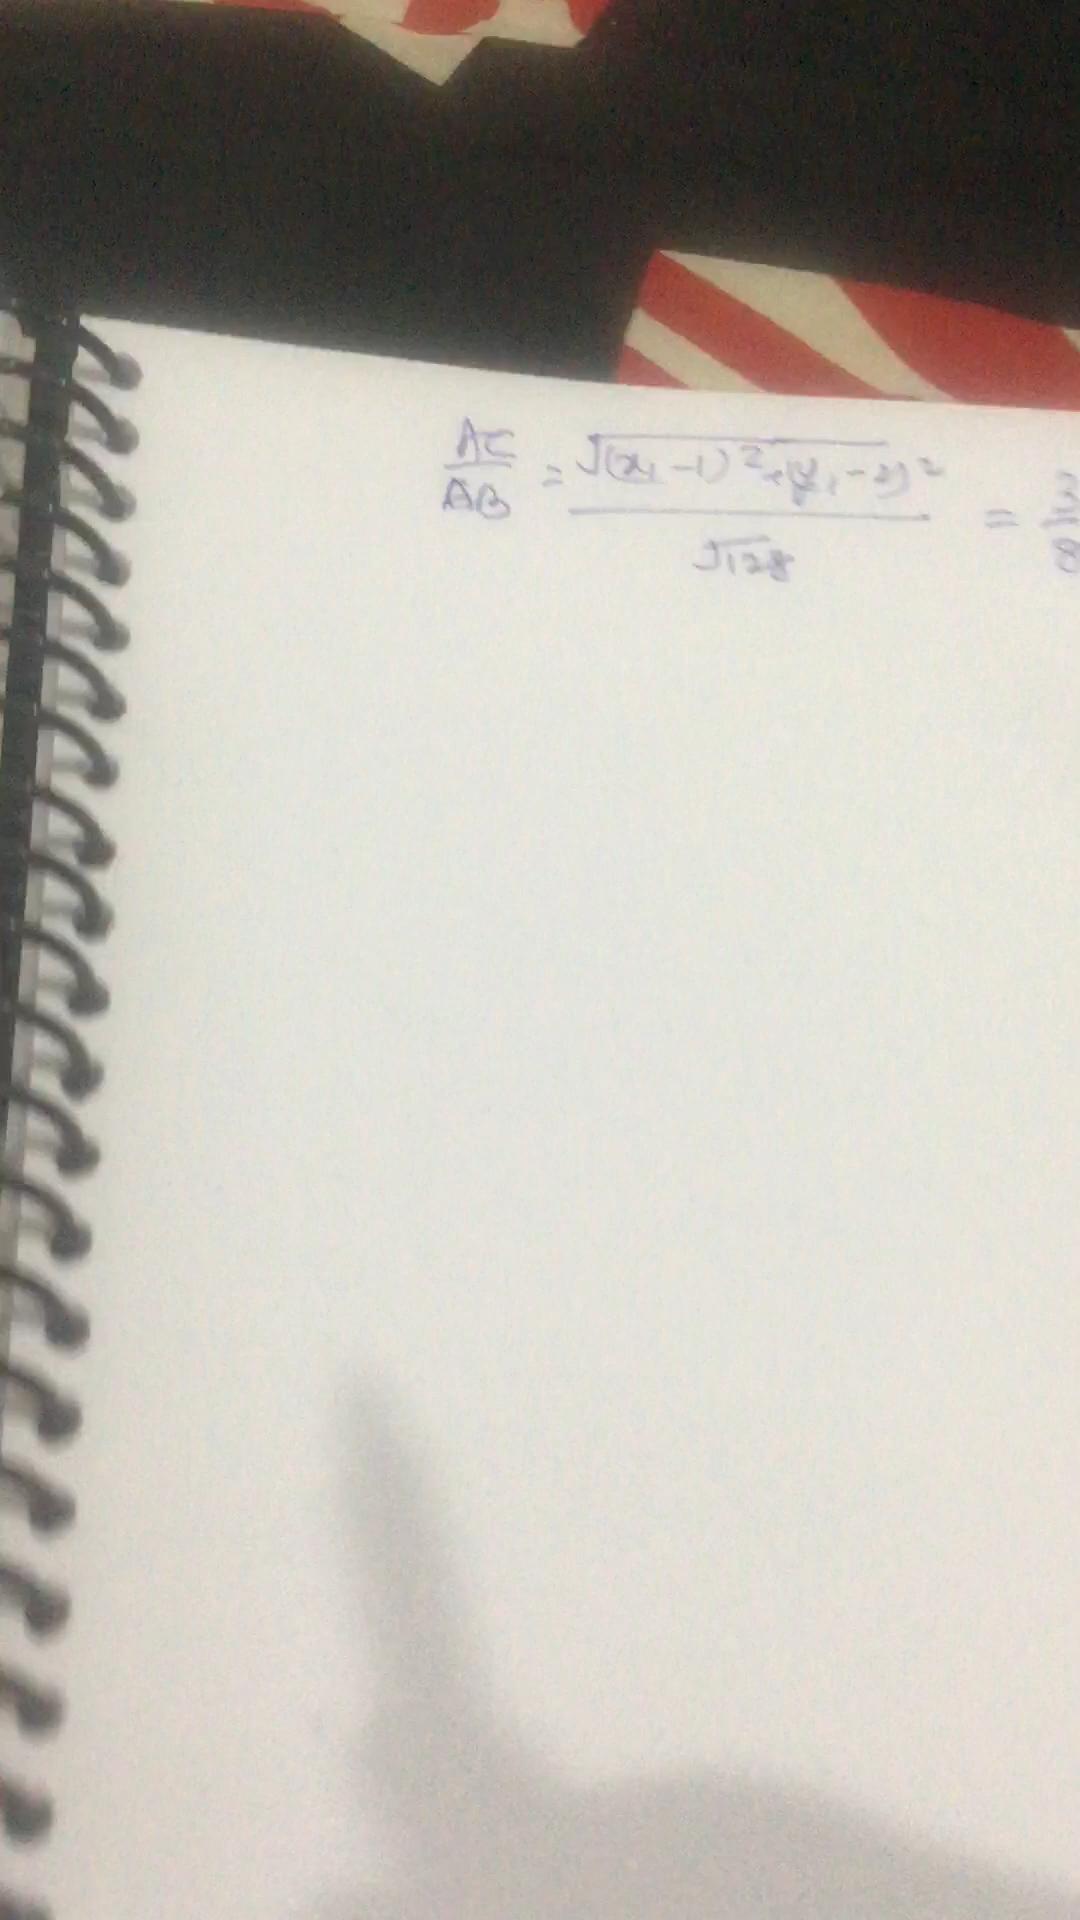 AC/AB = √(x₁ - 1)² + (y₁ - 2)² / √128 = 3/8